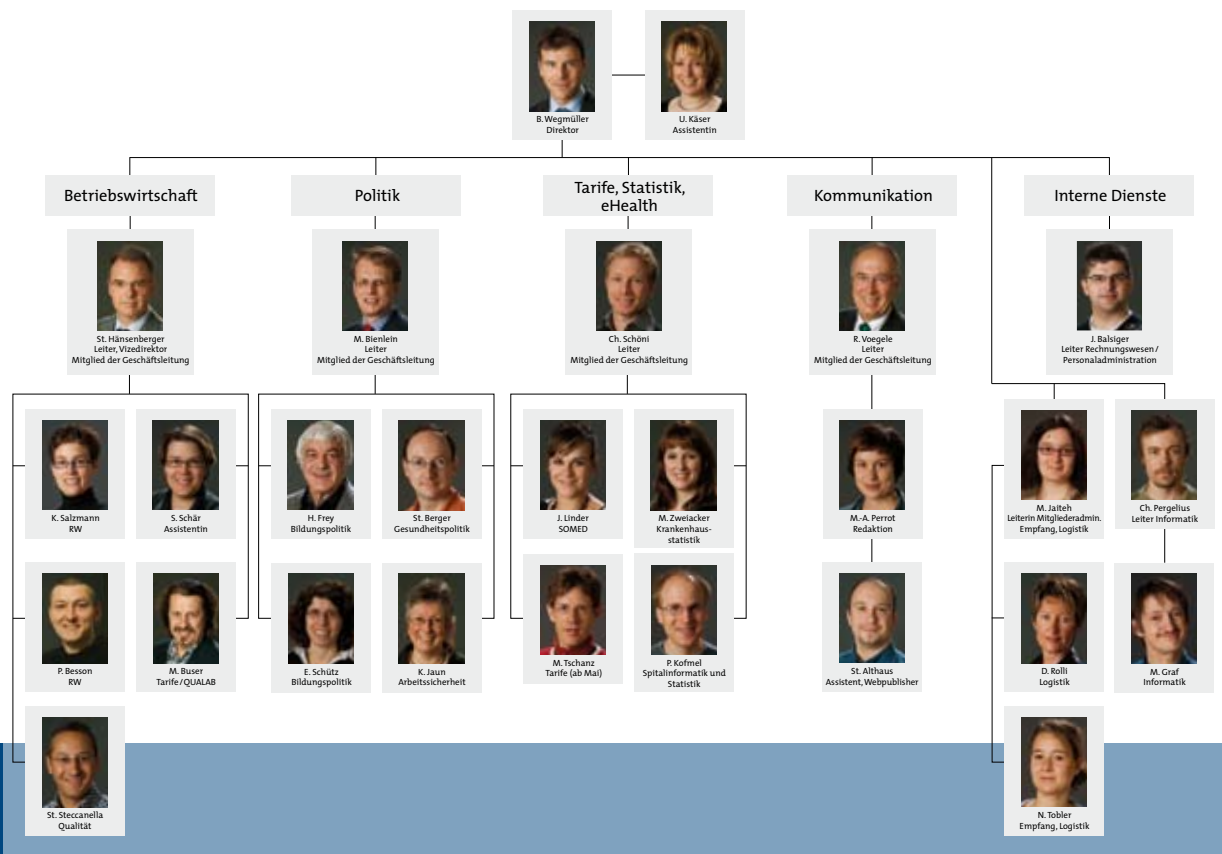 B. Wegmüller
Direktor
U. Käser
Assistentin
Betriebswirtschaft
Politik
Tarife, Statistik,
eHealth
Kommunikation
Interne Dienste
St. Hänsenberger
Leiter, Vizedirektor
Mitglied der Geschäftsleitung
M. Bienlein
Leiter
Mitglied der Geschäftsleitung
Ch. Schöni
Leiter
Mitglied der Geschäftsleitung
R. Voegele
Leiter
Mitglied der Geschäftsleitung
J. Balsiger
Leiter Rechnungswesen /
Personaladministration
K. Salzmann
RW
S. Schär
Assistentin
H. Frey
Bildungspolitik
St. Berger
Gesundheitspolitik
J. Linder
SOMED
M. Zweiacker
Krankenhaus-
statistik
M.-A. Perrot
Redaktion
M. Jaiteh
Leiterin Mitgliederadmin.
Empfang, Logistik
Ch. Pergelius
Leiter Informatik
P. Besson
RW
M. Buser
Tarife / QUALAB
E. Schütz
Bildungspolitik
K. Jaun
Arbeitssicherheit
M. Tschanz
Tarife (ab Mai)
P. Kofmel
Spitalinformatik und
Statistik
St. Althaus
Assistent, Webpublisher
D. Rolli
Logistik
M. Graf
Informatik
St. Steccanella
Qualität
N. Tobler
Empfang, Logistik